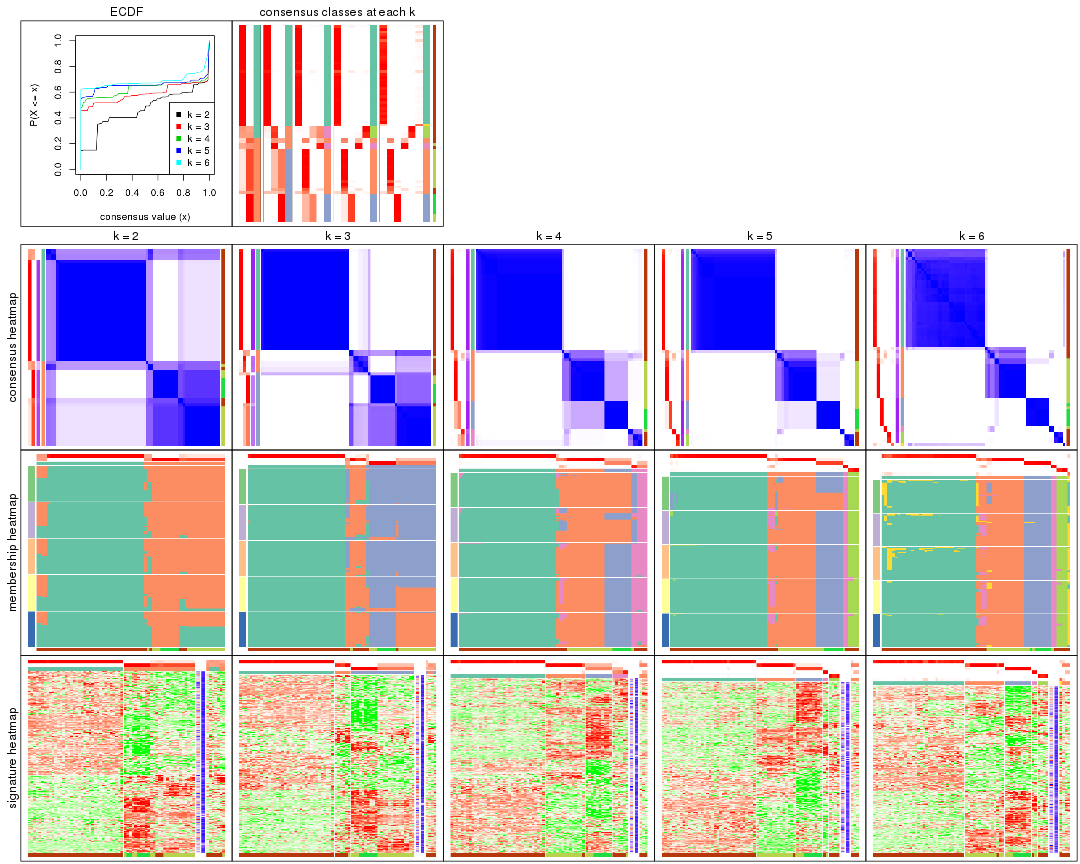 ECDF
consensus classes at each k
P(X <= x)
0.0
0.2
0.4
0.6
0.8
1.0
k = 2
k = 3
k = 4
k = 5
k = 6
0.0 0.2 0.4 0.6 0.8 1.0
consensus value (x)
k = 2
k = 3
k = 4
k = 5
k = 6
consensus heatmap
membership heatmap
signature heatmap